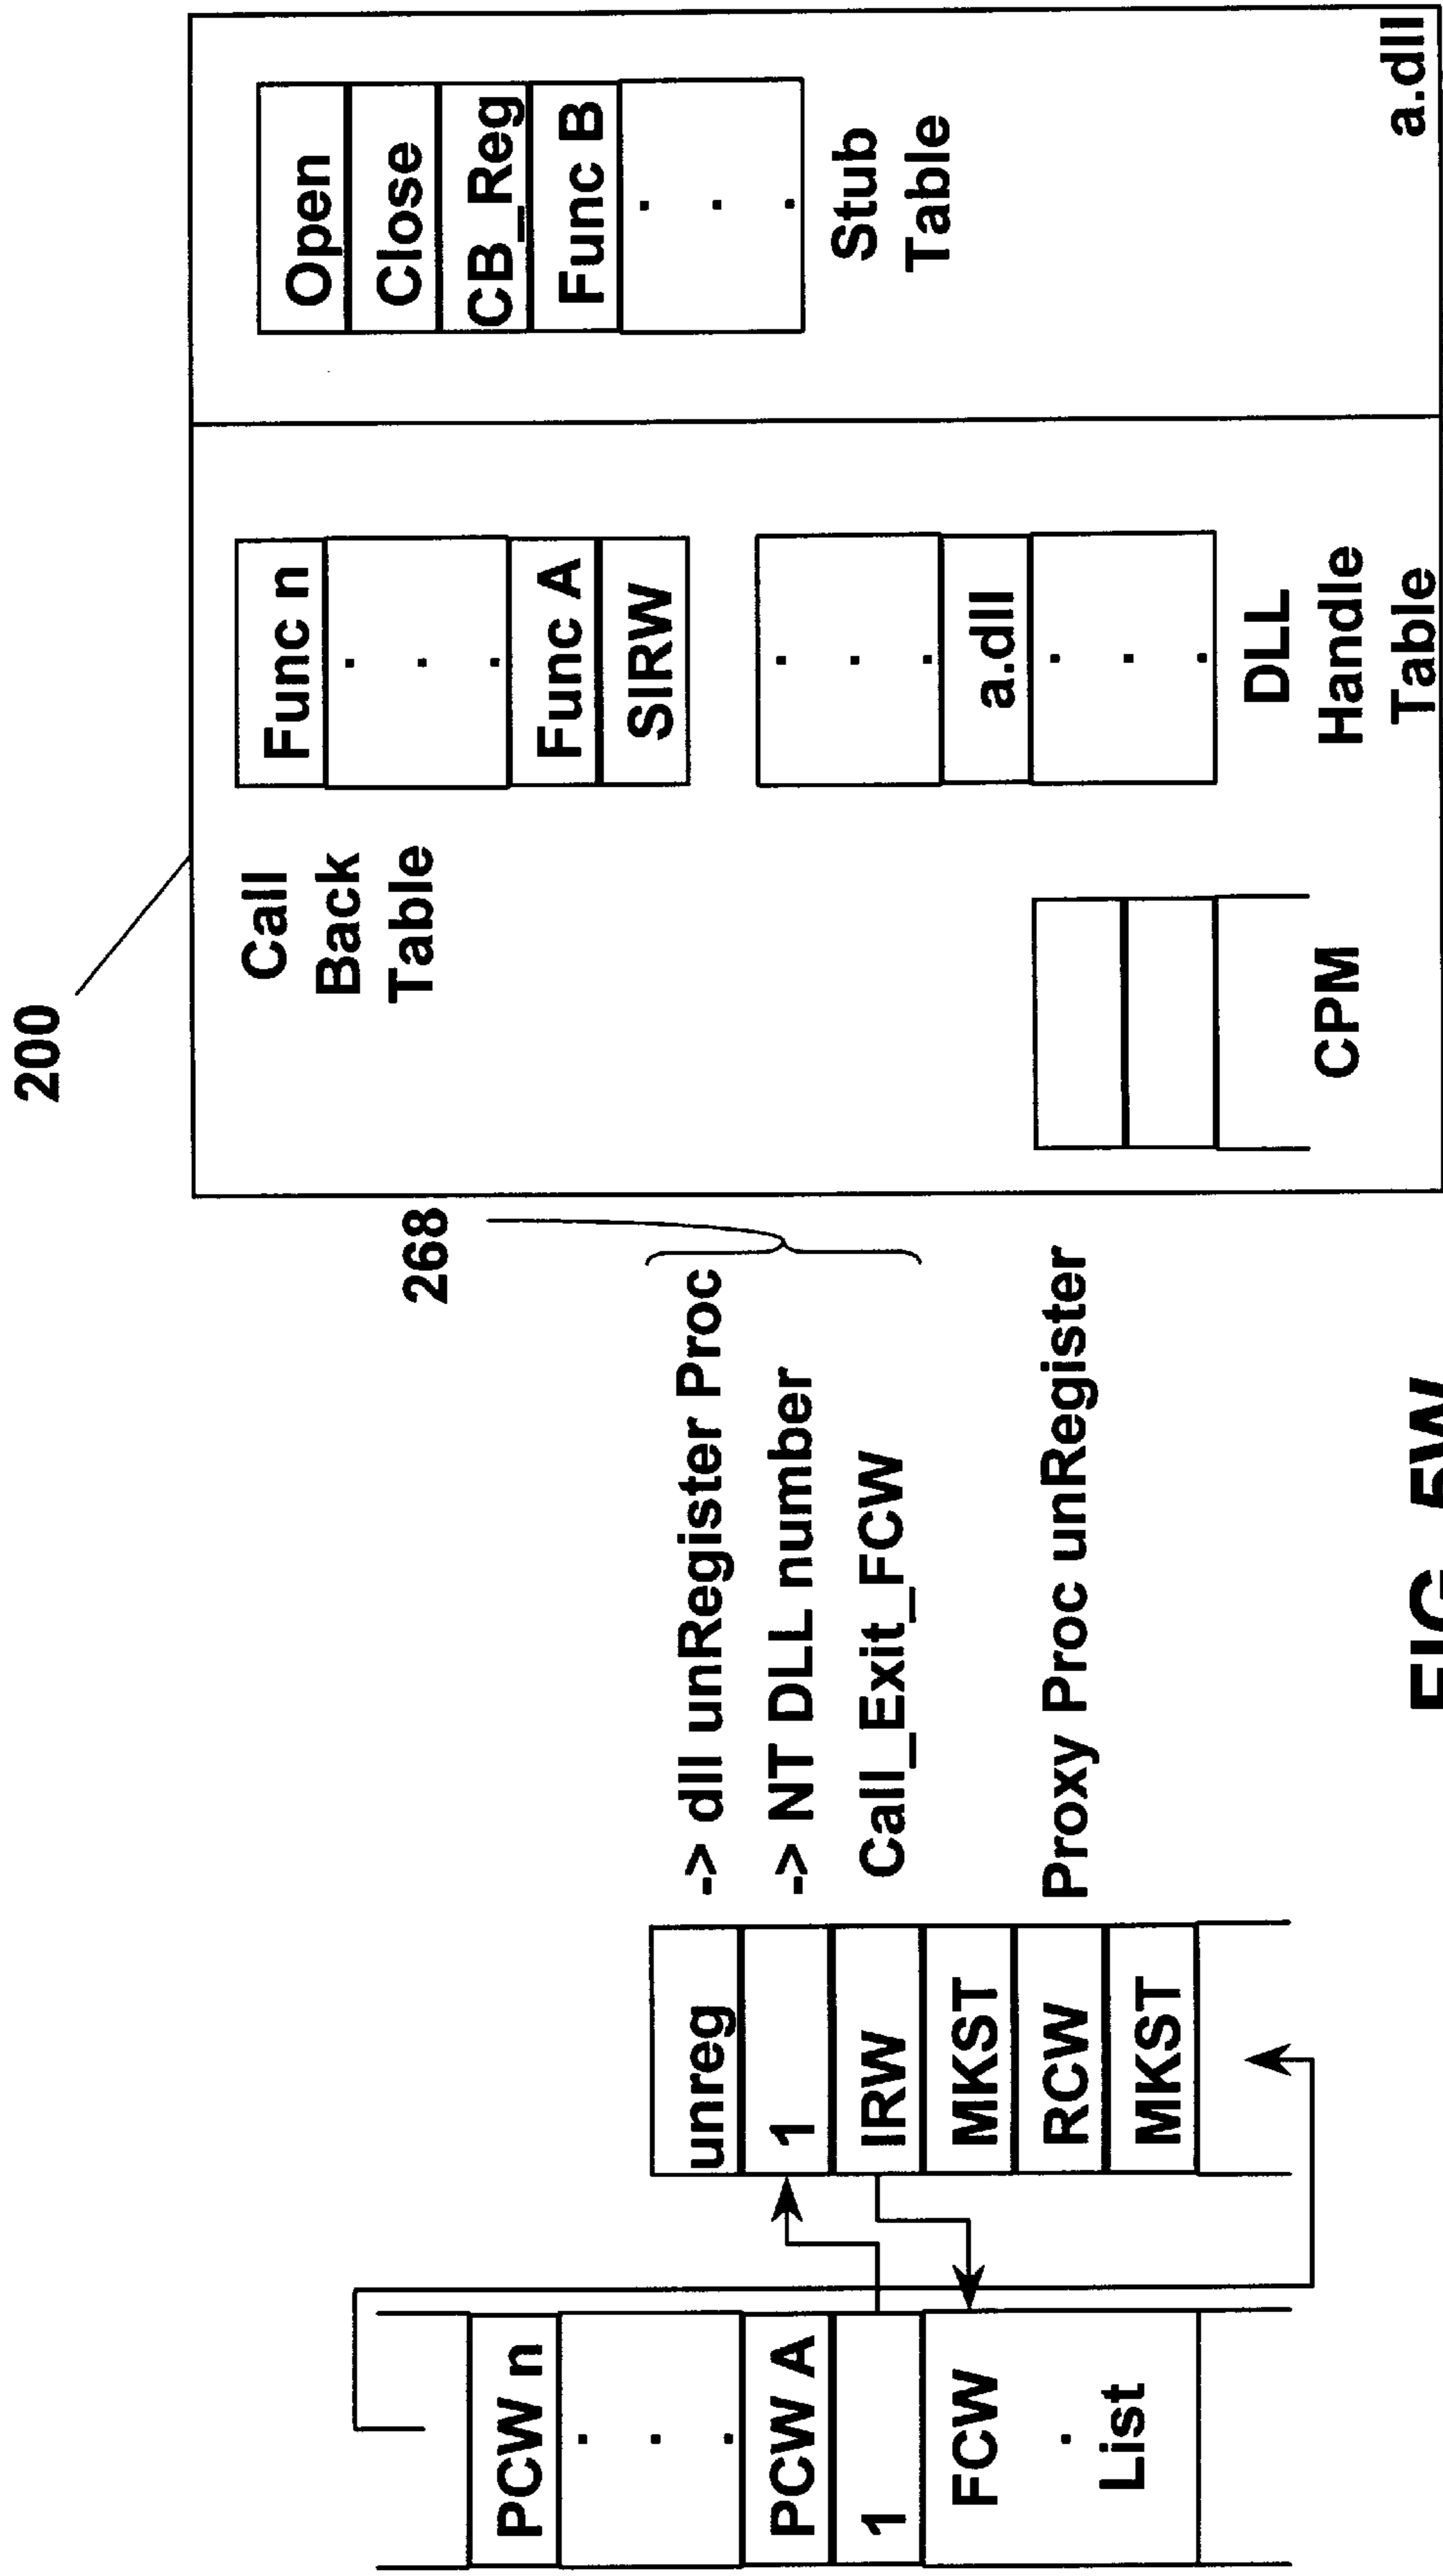 200
268
PCW n
.
.
.
PCW A
1
FCW
.
List
unreg
1
IRW
MKST
RCW
MKST
-> dll unRegister Proc
-> NT DLL number
Call_Exit_FCW
Proxy Proc unRegister
Call
Back
Table
Func n
.
.
.
Func A
SIRW
.
.
.
a.dll
.
.
.
DLL
Handle
Table
CPM
Open
Close
CB_Reg
Func B
.
.
.
Stub
Table
a.dll
FIG. 5W